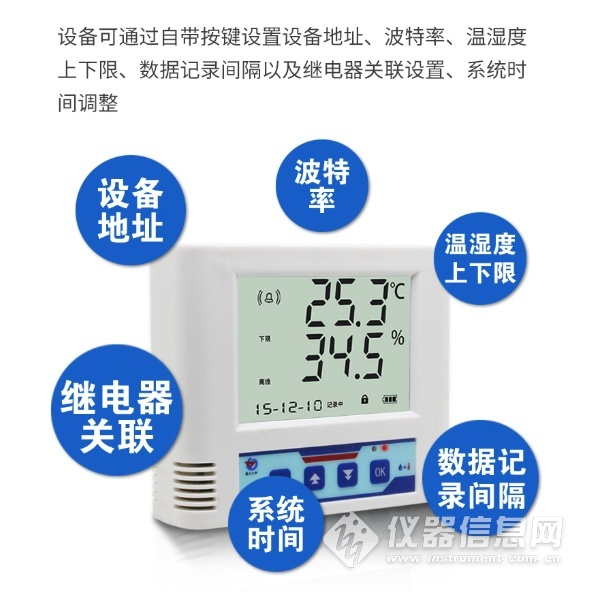 设备可通过自带按键设置设备地址、波特率、温湿度
上下限、数据记录间隔以及继电器关联设置、系统时
间调整
设备
地址
波特
率
温湿度
上下限
25.3℃
下限
34.5%
离线
15-12-10 记录中
继电器
关联
OK
数据记
录间隔
系统
时间
仪器信息网
www.instrument.com.cn